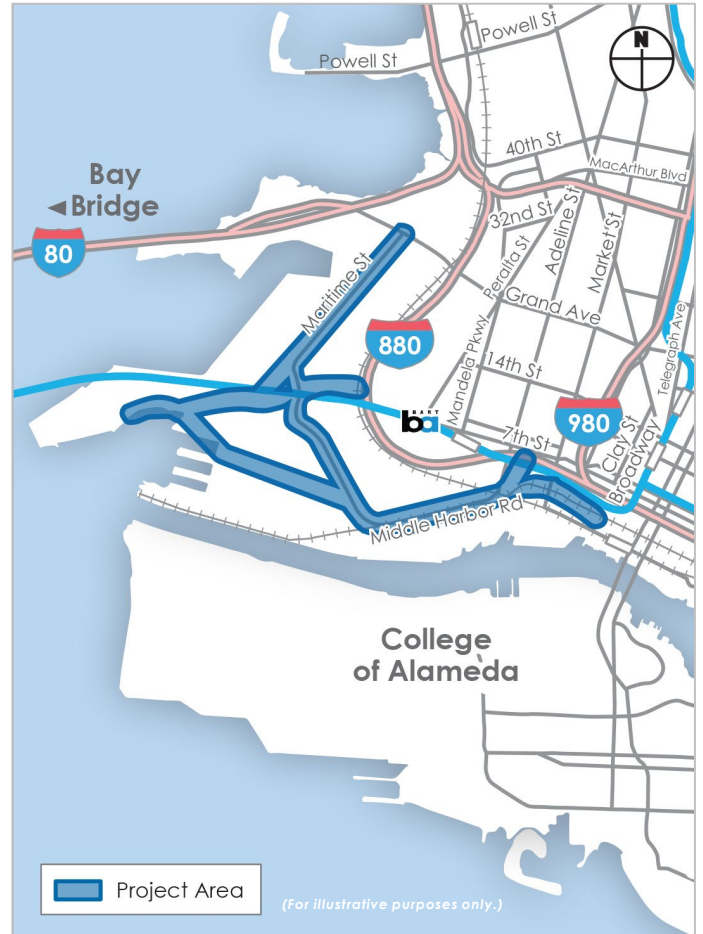 Powell St
Powell St
N
40th St
MacArthur Blvd
Bay
Bridge
80
32nd St
Adeline St
Market St
Peralta St
Maritime St
Grand Ave
880
Telegraph Ave
14th St
Mandela Pkwy
BART
ba
980
7th St
Clay St
Broadway
Middle Harbor Rd
College
of Alameda
Project Area
(For illustrative purposes only.)